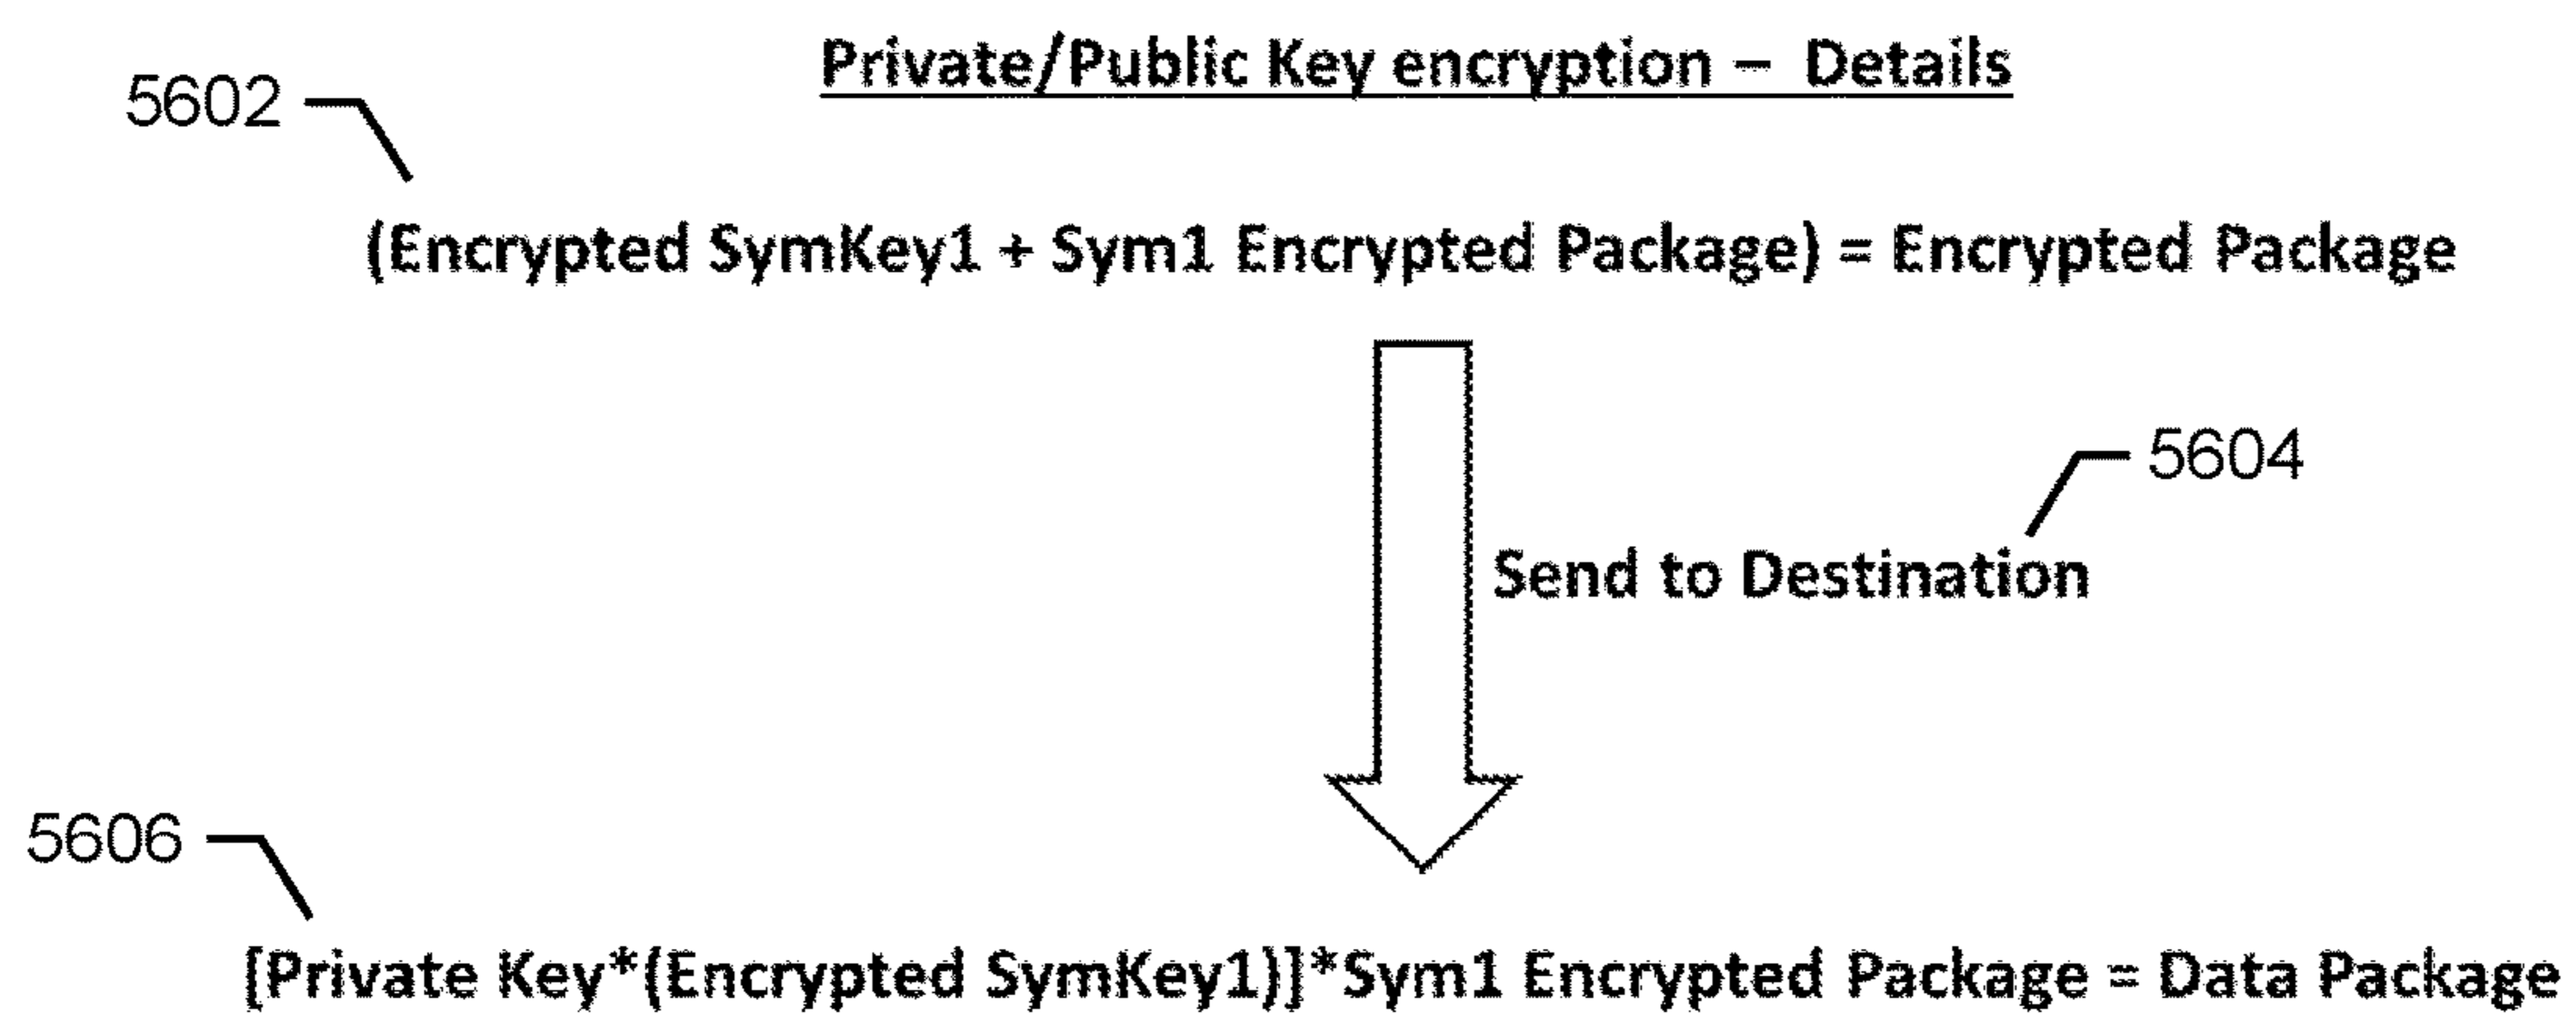 Private/Public Key encryption – Details
5602
(Encrypted SymKey1 + Sym1 Encrypted Package) = Encrypted Package
5604
Send to Destination
5606
[Private Key*(Encrypted SymKey1)]*Sym1 Encrypted Package = Data Package